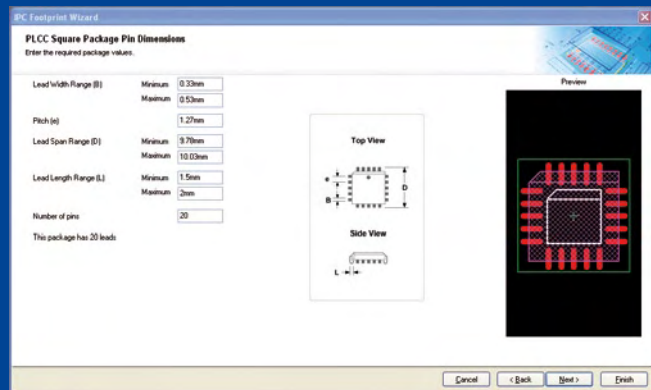 IPC Footprint Wizard
PLCC Square Package Pin Dimensions
Enter the required package values.
Preview
Lead Width Range (B) Minimum 0.33mm
Maximum 0.53mm
Pitch (e) 1.27mm
Lead Span Range (D) Minimum 9.78mm
Maximum 10.03mm
Lead Length Range (L) Minimum 1.5mm
Maximum 2mm
Number of pins 20
This package has 20 leads
Top View
e
D
B
Side View
L
Cancel < Back Next > Finish